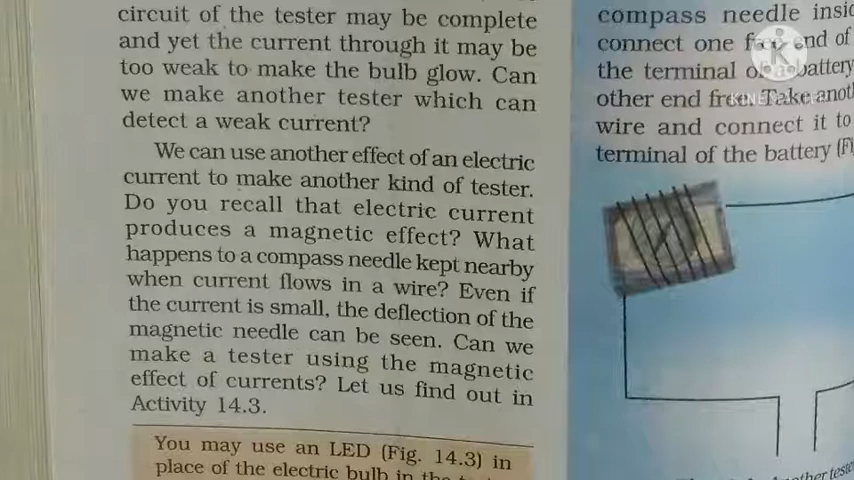 circuit of the tester may be complete
and yet the current through it may be
too weak to make the bulb glow. Can
we make another tester which can
detect a weak current?
We can use another effect of an electric
current to make another kind of tester.
Do you recall that electric current
produces a magnetic effect? What
happens to a compass needle kept nearby
when current flows in a wire? Even if
the current is small, the deflection of the
magnetic needle can be seen. Can we
make a tester using the magnetic
effect of currents? Let us find out in
Activity 14.3.
You may use an LED (Fig. 14.3) in
place of the electric bulb in the
compass needle
connect one end of
the terminal battery
other end free. Take
wire and connect it to
terminal of the battery